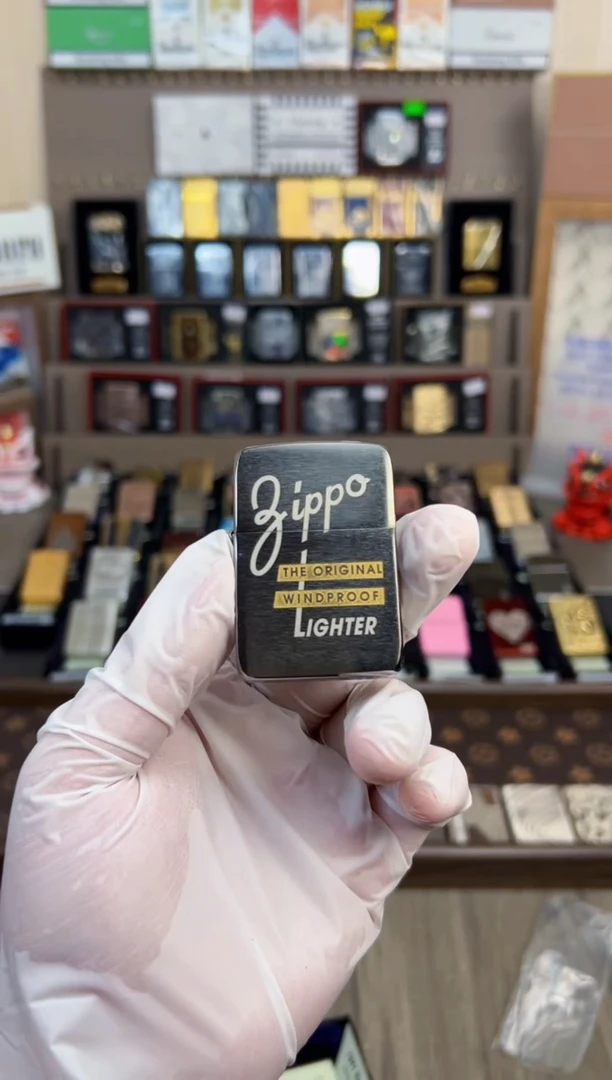 Zippo
THE ORIGINAL
WINDPROOF
LIGHTER